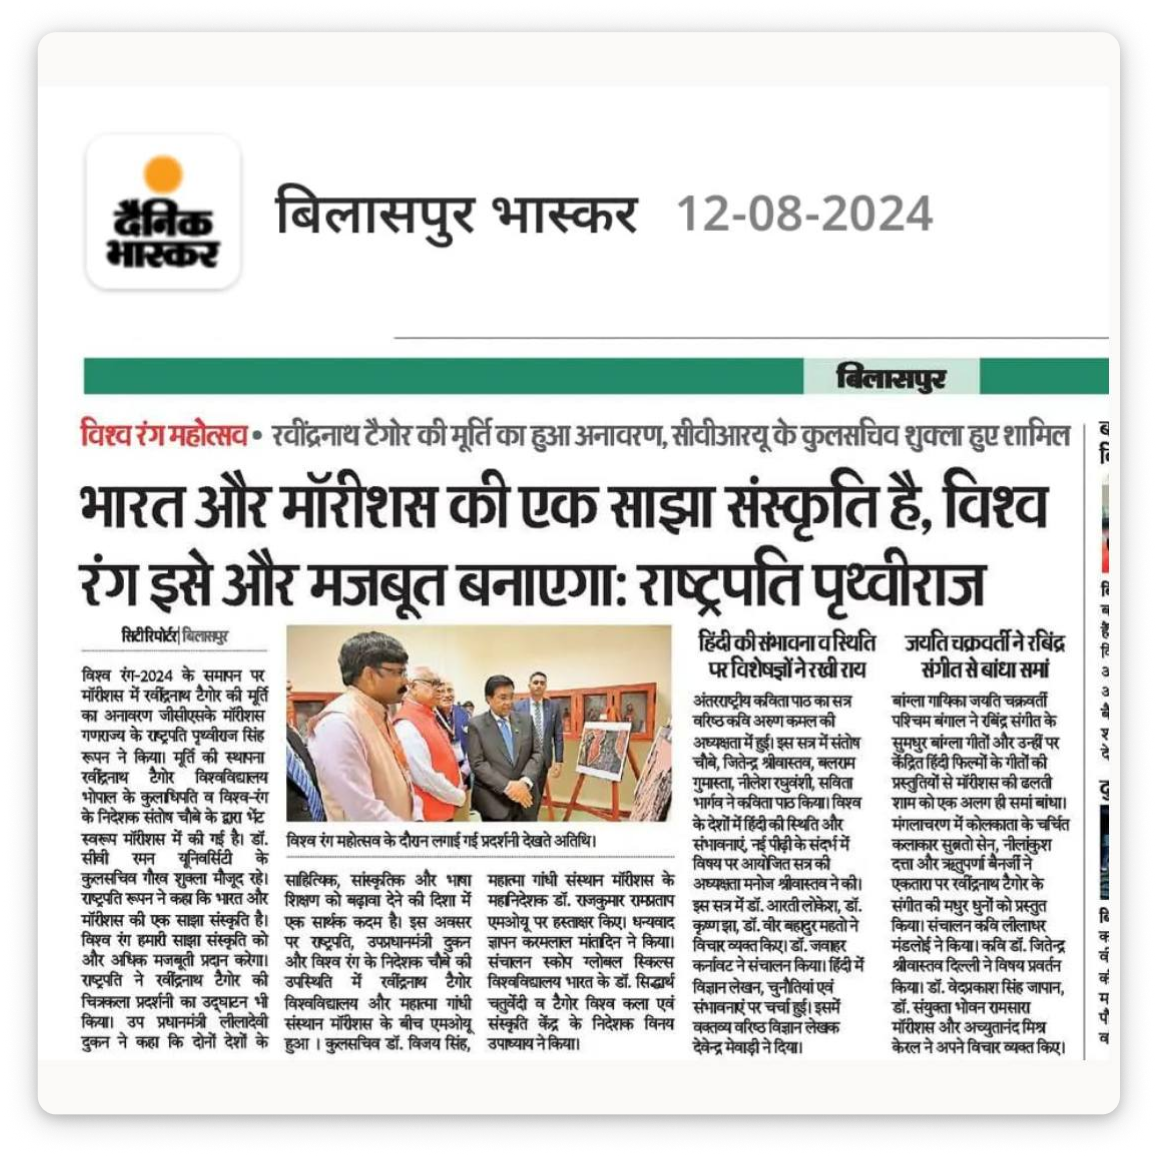 दैनिक
भास्कर
बिलासपुर भास्कर 12-08-2024
बिलासपुर
विश्व रंग महोत्सव • रवींद्रनाथ टैगोर की मूर्ति का हुआ अनावरण, सीवीआरयू के कुलसचिव शुक्ला हुए शामिल
भारत और मॉरीशस की एक साझा संस्कृति है, विश्व
रंग इसे और मजबूत बनाएगा: राष्ट्रपति पृथ्वीराज
सिटी रिपोर्टर| बिलासपुर
विश्व रंग-2024 के समापन पर
मॉरीशस में रवींद्रनाथ टैगोर की मूर्ति
का अनावरण जीसीएसके मॉरीशस
गणराज्य के राष्ट्रपति पृथ्वीराज सिंह
रूपन ने किया। मूर्ति की स्थापना
रवींद्रनाथ टैगोर विश्वविद्यालय
भोपाल के कुलाधिपति व विश्व-रंग
के निदेशक संतोष चौबे के द्वारा भेंट
स्वरूप मॉरीशस में की गई है। डॉ.
सीवी रमन यूनिवर्सिटी के
कुलसचिव गौरव शुक्ला मौजूद रहे।
राष्ट्रपति रूपन ने कहा कि भारत और
मॉरीशस की एक साझा संस्कृति है।
विश्व रंग हमारी साझा संस्कृति को
और अधिक मजबूती प्रदान करेगा।
राष्ट्रपति ने रवींद्रनाथ टैगोर की
चित्रकला प्रदर्शनी का उद्घाटन भी
किया। उप प्रधानमंत्री लीलादेवी
दुकन ने कहा कि दोनों देशों के
विश्व रंग महोत्सव के दौरान लगाई गई प्रदर्शनी देखते अतिथि।
साहित्यिक, सांस्कृतिक और भाषा
शिक्षण को बढ़ावा देने की दिशा में
एक सार्थक कदम है। इस अवसर
पर राष्ट्रपति, उपप्रधानमंत्री दुकन
और विश्व रंग के निदेशक चौबे की
उपस्थिति में रवींद्रनाथ टैगोर
विश्वविद्यालय और महात्मा गांधी
संस्थान मॉरीशस के बीच एमओयू
हुआ । कुलसचिव डॉ. विजय सिंह,
महात्मा गांधी संस्थान मॉरीशस के
महानिदेशक डॉ. राजकुमार रामप्रताप
एमओयू पर हस्ताक्षर किए। धन्यवाद
ज्ञापन करमलाल मांतादिन ने किया।
संचालन स्कोप ग्लोबल स्किल्स
विश्वविद्यालय भारत के डॉ. सिद्धार्थ
चतुर्वेदी व टैगोर विश्व कला एवं
संस्कृति केंद्र के निदेशक विनय
उपाध्याय ने किया।
हिंदी की संभावना व स्थिति
पर विशेषज्ञों ने रखी राय
अंतरराष्ट्रीय कविता पाठ का सत्र
वरिष्ठ कवि अरुण कमल की
अध्यक्षता में हुई। इस सत्र में संतोष
चौबे, जितेन्द्र श्रीवास्तव, बलराम
गुमास्ता, नीलेश रघुवंशी, सविता
भार्गव ने कविता पाठ किया। विश्व
के देशों में हिंदी की स्थिति और
संभावनाएं, नई पीढ़ी के संदर्भ में
विषय पर आयोजित सत्र की
अध्यक्षता मनोज श्रीवास्तव ने की।
इस सत्र में डॉ. आरती लोकेश, डॉ.
कृष्ण झा, डॉ. वीर बहादुर महतो ने
विचार व्यक्त किए। डॉ. जवाहर
कर्नावट ने संचालन किया। हिंदी में
विज्ञान लेखन, चुनौतियां एवं
संभावनाएं पर चर्चा हुई। इसमें
वक्तव्य वरिष्ठ विज्ञान लेखक
देवेन्द्र मेवाड़ी ने दिया।
जयति चक्रवर्ती ने रबिंद्र
संगीत से बांधा समां
बांग्ला गायिका जयति चक्रवर्ती
पश्चिम बंगाल ने रबिंद्र संगीत के
सुमधुर बांग्ला गीतों और उन्हीं पर
केंद्रित हिंदी फिल्मों के गीतों की
प्रस्तुतियों से मॉरीशस की ढलती
शाम को एक अलग ही समां बांधा।
मंगलाचरण में कोलकाता के चर्चित
कलाकार सुब्रतो सेन, नीलांकुश
दत्ता और ऋतुपर्णा बैनर्जी ने
एकतारा पर रवींद्रनाथ टैगोर के
संगीत की मधुर धुनों को प्रस्तुत
किया। संचालन कवि लीलाधर
मंडलोई ने किया। कवि डॉ. जितेन्द्र
श्रीवास्तव दिल्ली ने विषय प्रवर्तन
किया। डॉ. वेदप्रकाश सिंह जापान,
डॉ. संयुक्ता भोवन रामसारा
मॉरीशस और अच्युतानंद मिश्र
केरल ने अपने विचार व्यक्त किए।